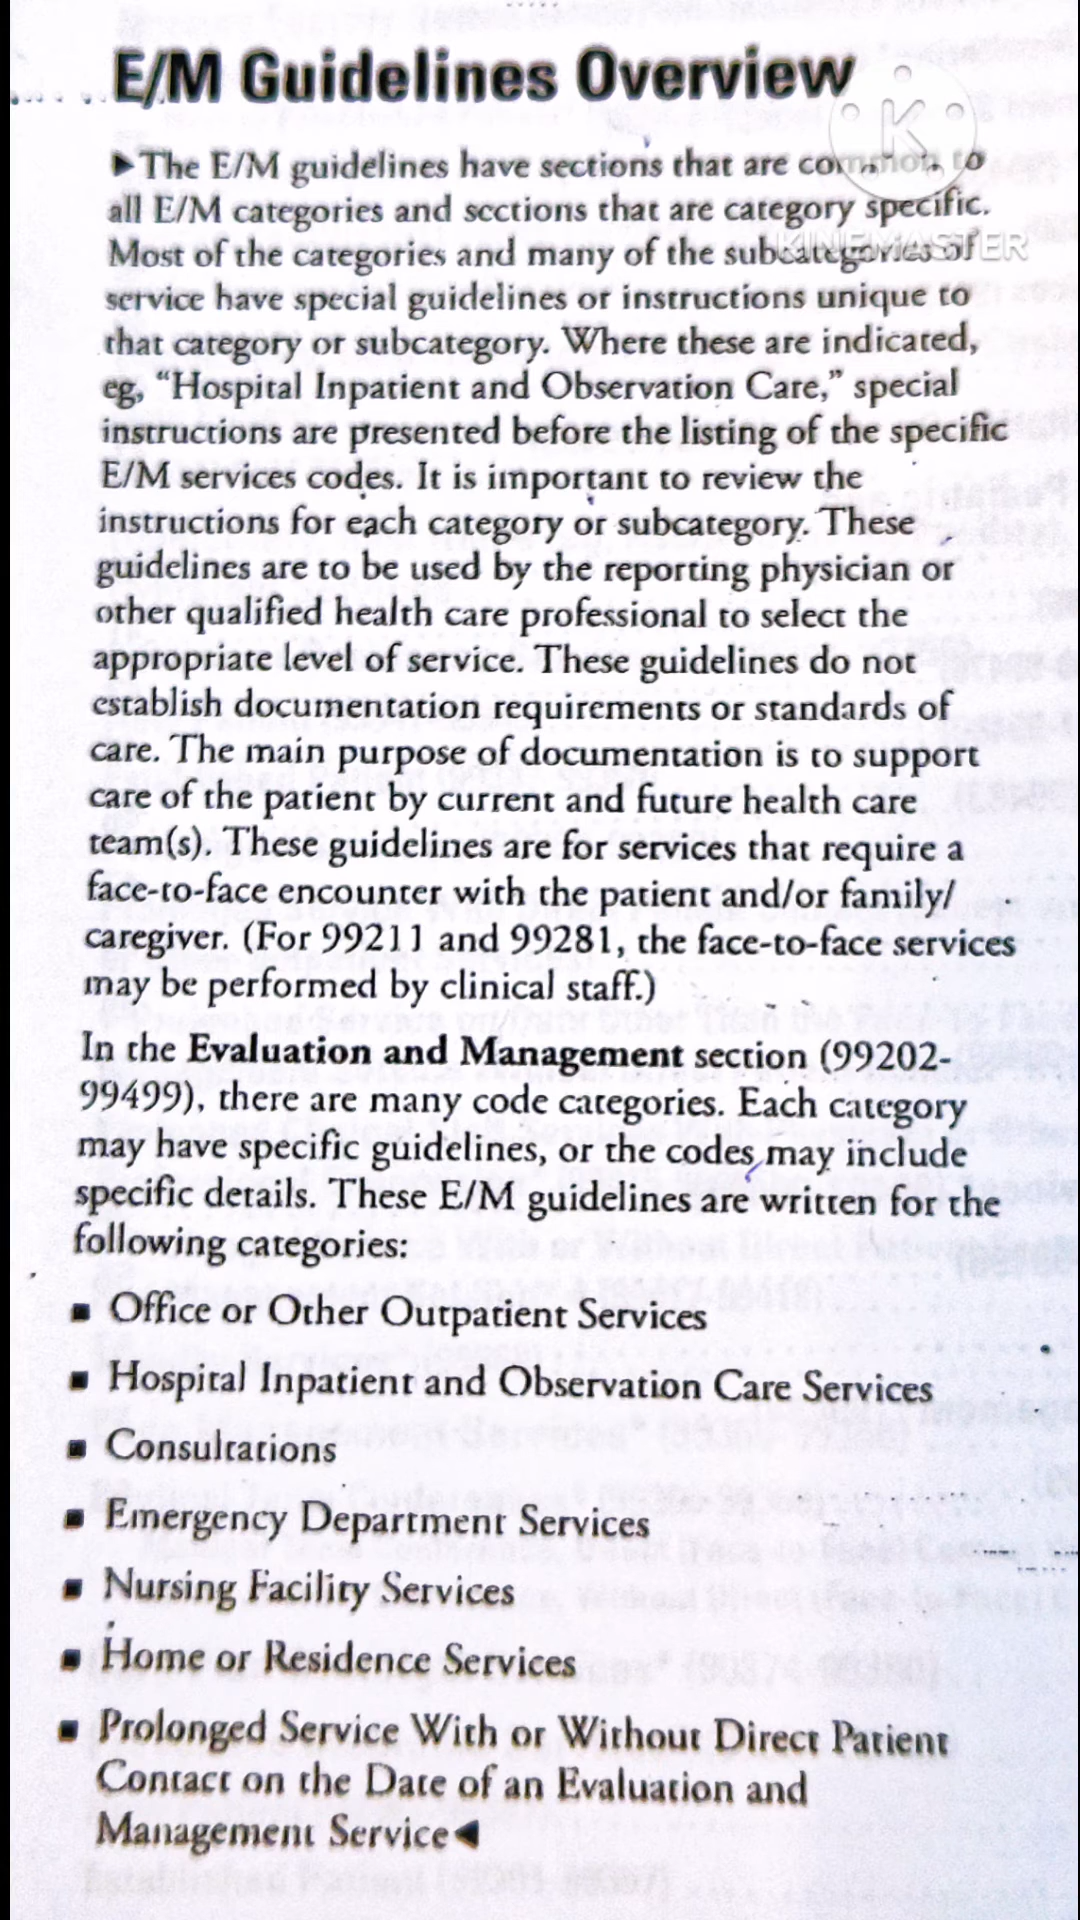 E/M Guidelines Overview
K
▶The E/M guidelines have sections that are common to
all E/M categories and sections that are category specific.
KINEMASTER
Most of the categories and many of the subcategories of
service have special guidelines or instructions unique to
that category or subcategory. Where these are indicated,
eg, “Hospital Inpatient and Observation Care,” special
instructions are presented before the listing of the specific
E/M services codes. It is important to review the
instructions for each category or subcategory. These
guidelines are to be used by the reporting physician or
other qualified health care professional to select the
appropriate level of service. These guidelines do not
establish documentation requirements or standards of
care. The main purpose of documentation is to support
care of the patient by current and future health care
team(s). These guidelines are for services that require a
face-to-face encounter with the patient and/or family/
caregiver. (For 99211 and 99281, the face-to-face services
may be performed by clinical staff.)
In the Evaluation and Management section (99202-
99499), there are many code categories. Each category
may have specific guidelines, or the codes may include
specific details. These E/M guidelines are written for the
following categories:
■ Office or Other Outpatient Services
■ Hospital Inpatient and Observation Care Services
■ Consultations
■ Emergency Department Services
■ Nursing Facility Services
■ Home or Residence Services
■ Prolonged Service With or Without Direct Patient
Contact on the Date of an Evaluation and
Management Service◀